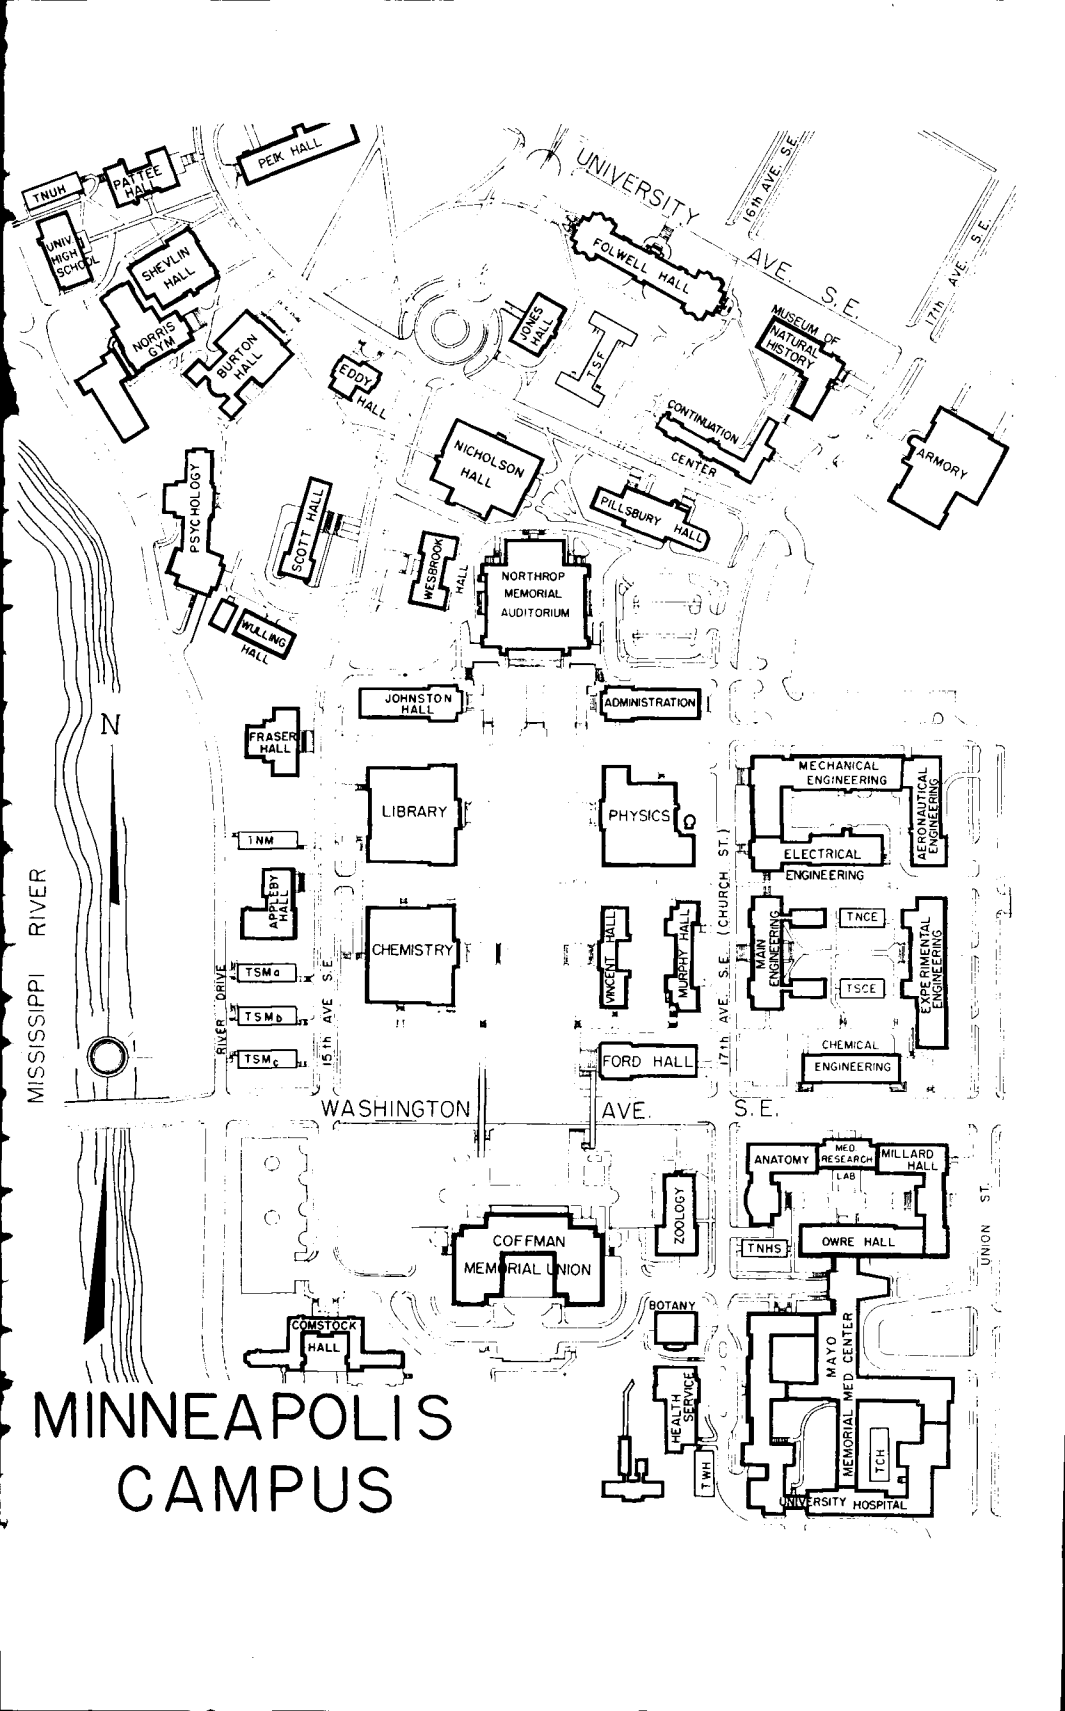 PEIK HALL
TNUH
PATTEE
HALL
UNIVERSITY AVE. S.E.
16th AVE. S.E.
17th AVE S.E.
UNIV.
HIGH
SCHOOL
SHEVLIN
HALL
FOLWELL HALL
NORRIS
GYM
BURTON
HALL
JONES
HALL
TSF
MUSEUM OF
NATURAL
HISTORY
EDDY
HALL
CONTINUATION
CENTER
NICHOLSON
HALL
ARMORY
PSYCHOLOGY
SCOTT HALL
PILLSBURY HALL
WESBROOK
HALL
NORTHROP
MEMORIAL
AUDITORIUM
WULLING
HALL
JOHNSTON
HALL
ADMINISTRATION
N
FRASER
HALL
MECHANICAL
ENGINEERING
AERONAUTICAL
ENGINEERING
LIBRARY
PHYSICS
TNM
ELECTRICAL
ENGINEERING
MISSISSIPPI RIVER
APPLEBY
HALL
17th AVE. S.E. (CHURCH ST.)
CHEMISTRY
VINCENT HALL
MURPHY HALL
MAIN
ENGINEERING
TNCE
EXPERIMENTAL
ENGINEERING
TSMa
TSCE
RIVER DRIVE
15th AVE S.E.
TSMb
TSMc
FORD HALL
CHEMICAL
ENGINEERING
WASHINGTON AVE. S.E.
ANATOMY
MED.
RESEARCH
LAB
MILLARD
HALL
ZOOLOGY
UNION ST.
TNHS
OWRE HALL
COFFMAN
MEMORIAL UNION
BOTANY
COMSTOCK
HALL
MAYO
MEMORIAL MED CENTER
HEALTH
SERVICE
TWH
TCH
UNIVERSITY HOSPITAL
MINNEAPOLIS
CAMPUS